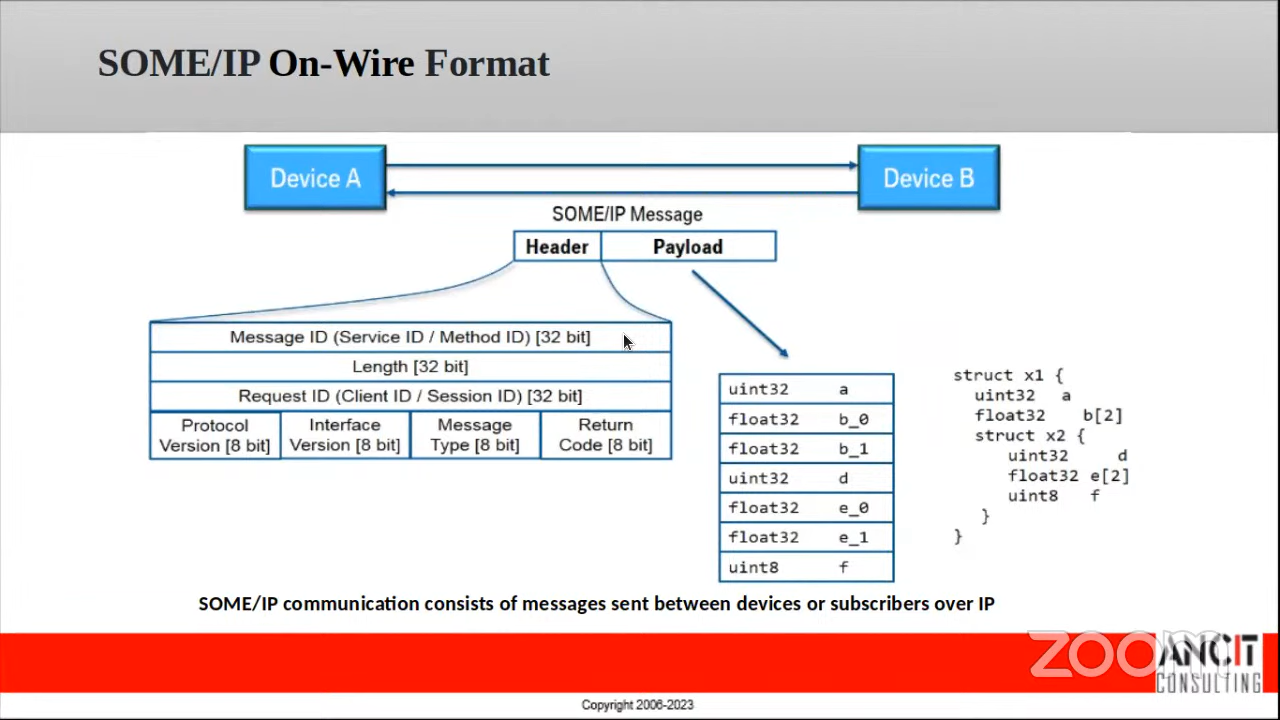 SOME/IP On-Wire Format
Device A
Device B
SOME/IP Message
Header Payload
Message ID (Service ID / Method ID) [32 bit]
Length [32 bit]
Request ID (Client ID / Session ID) [32 bit]
Protocol Version [8 bit]
Interface Version [8 bit]
Message Type [8 bit]
Return Code [8 bit]
uint32 a
float32 b_0
float32 b_1
uint32 d
float32 e_0
float32 e_1
uint8 f
struct x1 {
uint32 a
float32 b[2]
struct x2 {
uint32 d
float32 e[2]
uint8 f
}
}
SOME/IP communication consists of messages sent between devices or subscribers over IP
zoom
ANCIT
CONSULTING
Copyright 2006-2023